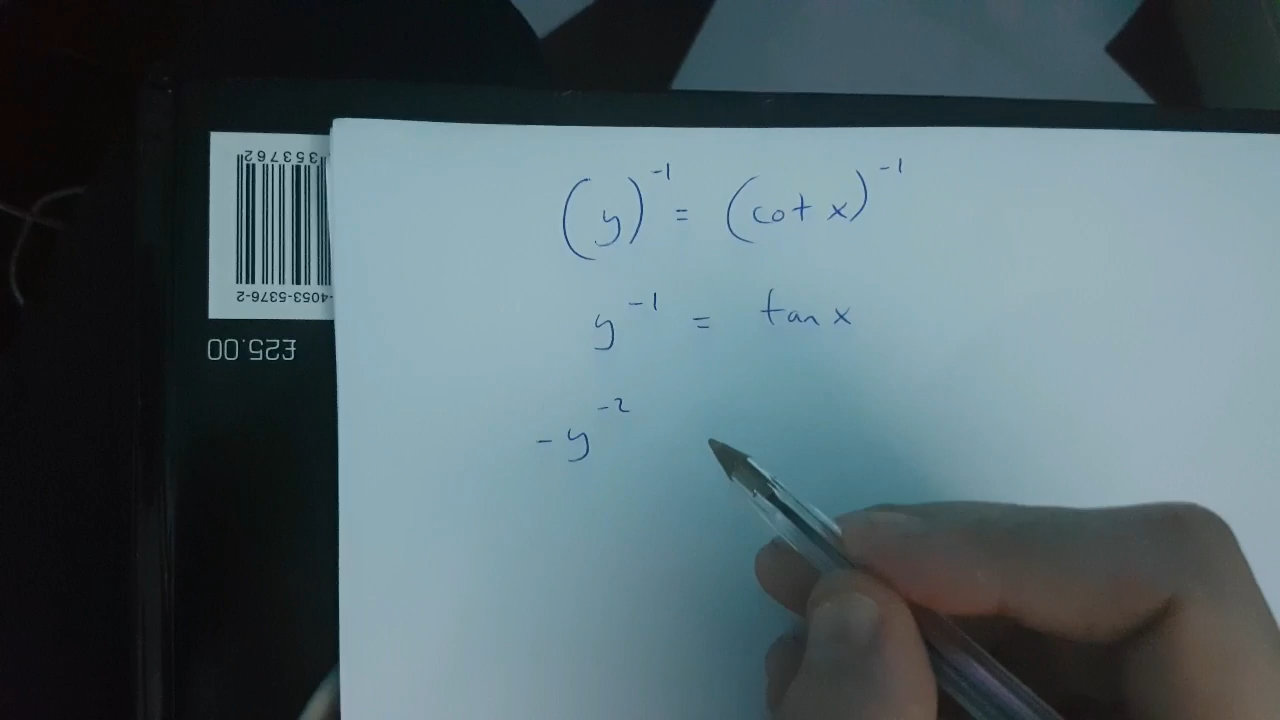 353762
-4053-5376-2
£25.00
(y)⁻¹ = (cot x)⁻¹
y⁻¹ = tan x
-y⁻²